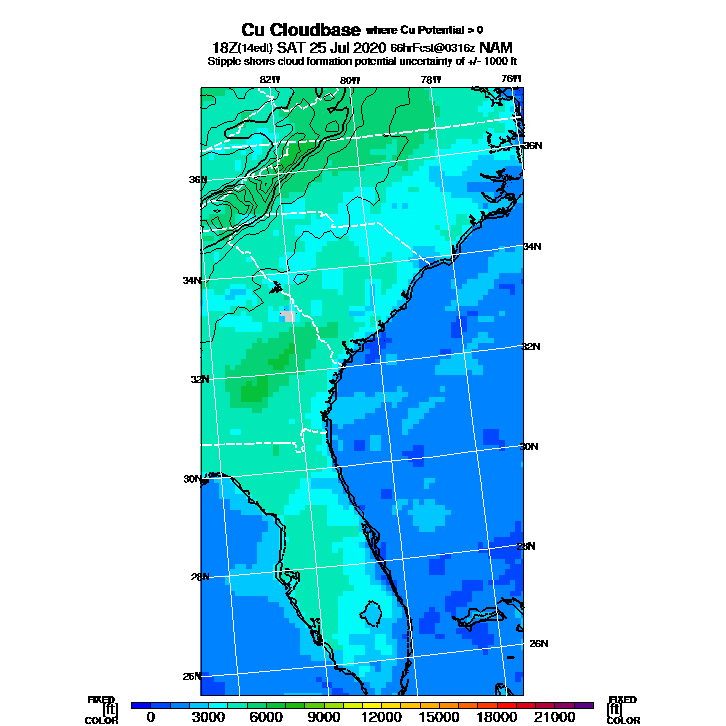 Cu Cloudbase where Cu Potential > 0
18Z(14edt) SAT 25 Jul 2020 66hrFcst@0316z NAM
Stipple shows cloud formation potential uncertainty of +/- 1000 ft
82W 80W 78W 76W
36N
36N
34N
34N
32N
32N
30N
30N
28N
28N
26N
26N
FIXED FIXED
[ft] [ft]
COLOR COLOR
0 3000 6000 9000 12000 15000 18000 21000